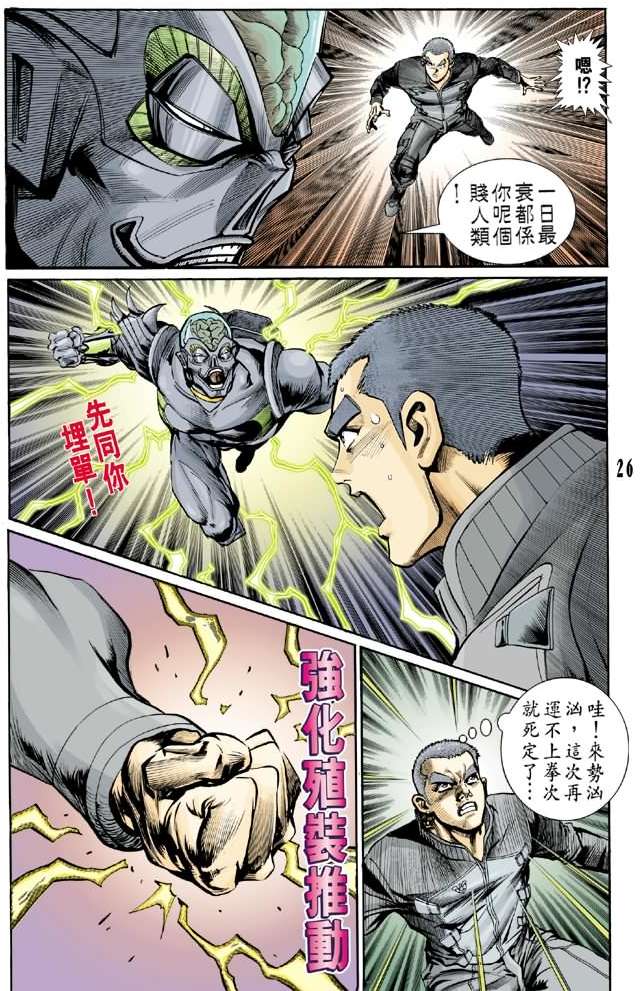 嗯!?
一日最
衰都係
你呢個
賤人類
！
先同你
埋單！
26
強化殖裝推動
哇！來勢洶
洶，這次再
運不上拳次
就死定了…